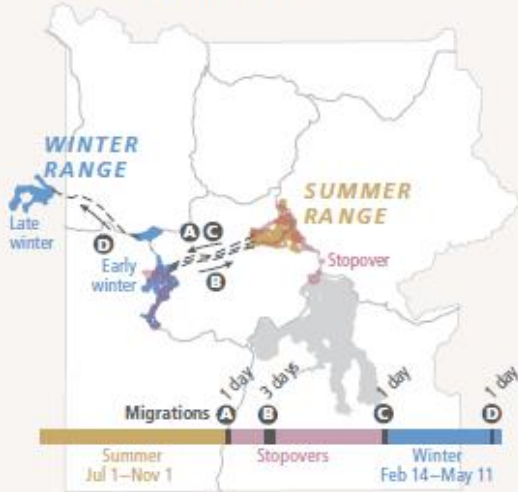 WINTER
RANGE
SUMMER
RANGE
Late
winter
D
A C
Early
winter
B
Stopover
1 day
3 days
1 day
1 day
Migrations A B C D
Summer
Jul 1–Nov 1
Stopovers
Winter
Feb 14–May 11